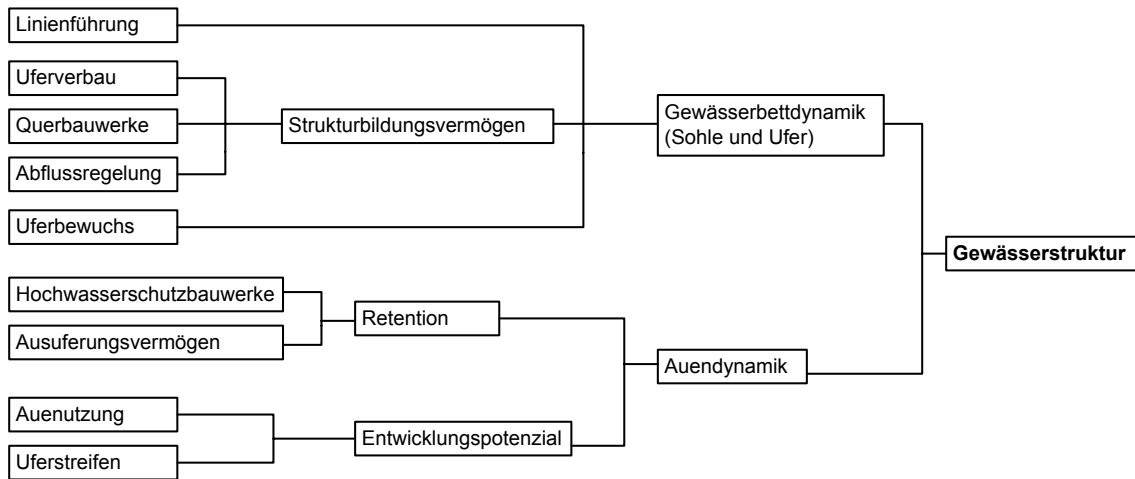 Linienführung
Uferverbau
Querbauwerke
Abflussregelung
Uferbewuchs
Strukturbildungsvermögen
Gewässerbettdynamik
(Sohle und Ufer)
Hochwasserschutzbauwerke
Ausuferungsvermögen
Retention
Auenutzung
Uferstreifen
Entwicklungspotenzial
Auendynamik
Gewässerstruktur